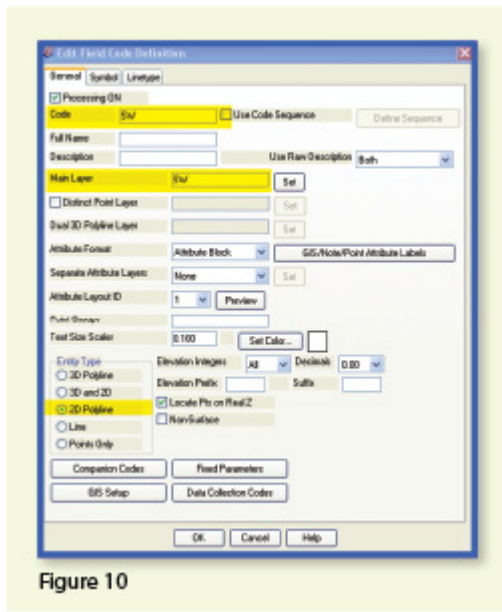 Edit Field Code Definition
General Symbol Linetype
Processing ON
Code SW Use Code Sequence Define Sequence
Full Name
Description Use Raw Description Both
Main Layer SW Set
Distinct Point Layer Set
Dual 3D Polyline Layer Set
Attribute Format Attribute Block GIS/Note/Point Attribute Labels
Separate Attribute Layers None Set
Attribute Layout ID 1 Preview
Point Groups
Text Size Scaler 0.100 Set Color...
Entity Type Elevation Integers All Decimals 0.00
3D Polyline Elevation Prefix Suffix
3D and 2D Locate Pts on Real Z
2D Polyline Non-Surface
Line
Points Only
Companion Codes Fixed Parameters
GIS Setup Data Collection Codes
OK Cancel Help
Figure 10